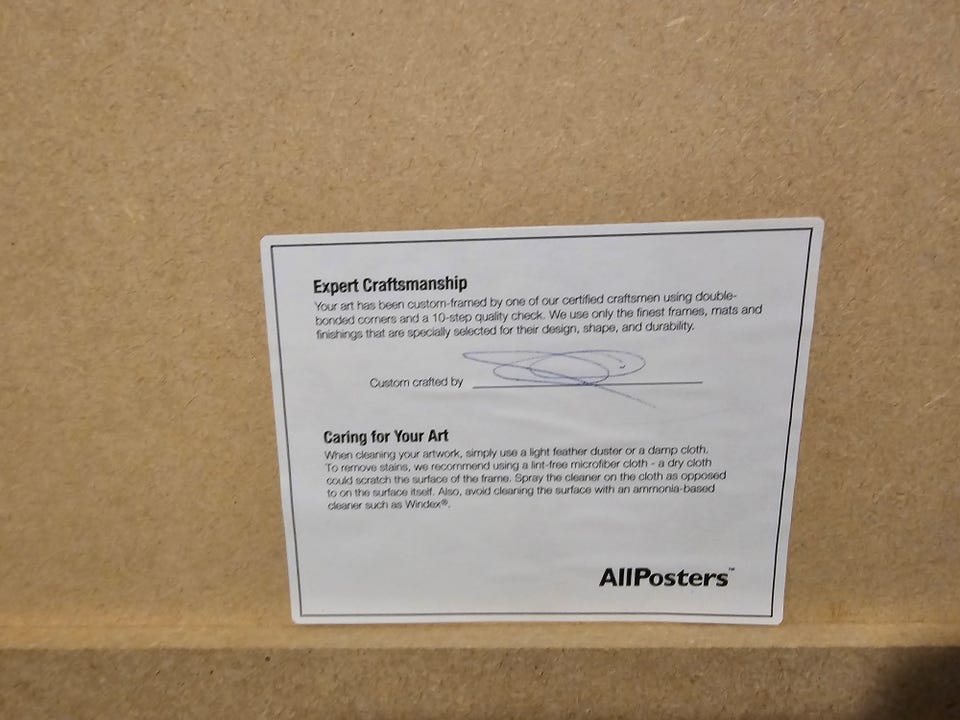 Expert Craftsmanship
Your art has been custom-framed by one of our certified craftsmen using double-
bonded corners and a 10-step quality check. We use only the finest frames, mats and
finishings that are specially selected for their design, shape, and durability.
Custom crafted by
Caring for Your Art
When cleaning your artwork, simply use a light feather duster or a damp cloth.
To remove stains, we recommend using a lint-free microfiber cloth - a dry cloth
could scratch the surface of the frame. Spray the cleaner on the cloth as opposed
to on the surface itself. Also, avoid cleaning the surface with an ammonia-based
cleaner such as Windex®.
AllPosters™